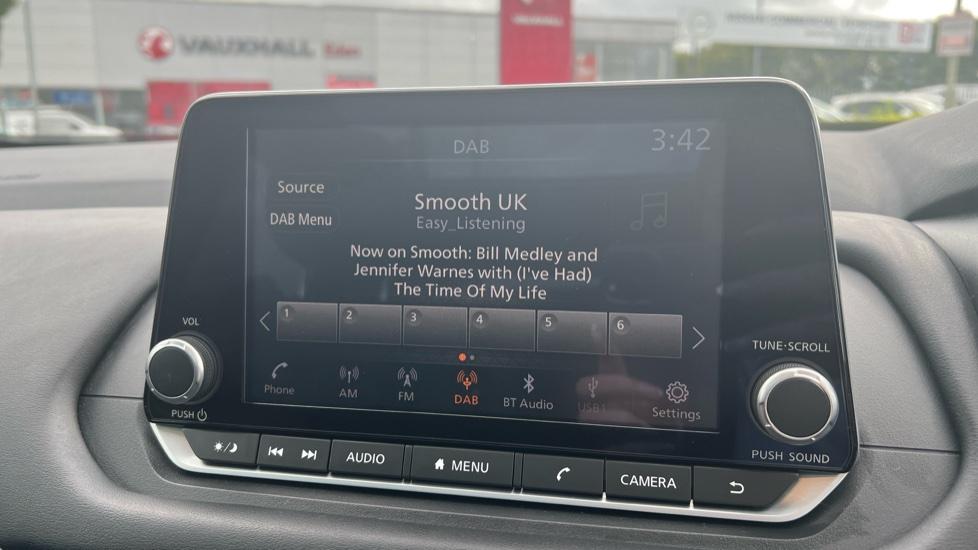 VAUXHALL Eden
DAB
3:42
Source
DAB Menu
Smooth UK
Easy_Listening
Now on Smooth: Bill Medley and
Jennifer Warnes with (I've Had)
The Time Of My Life
1 2 3 4 5 6
Phone AM FM DAB BT Audio USB1 Settings
VOL
PUSH
TUNE·SCROLL
PUSH SOUND
AUDIO MENU CAMERA